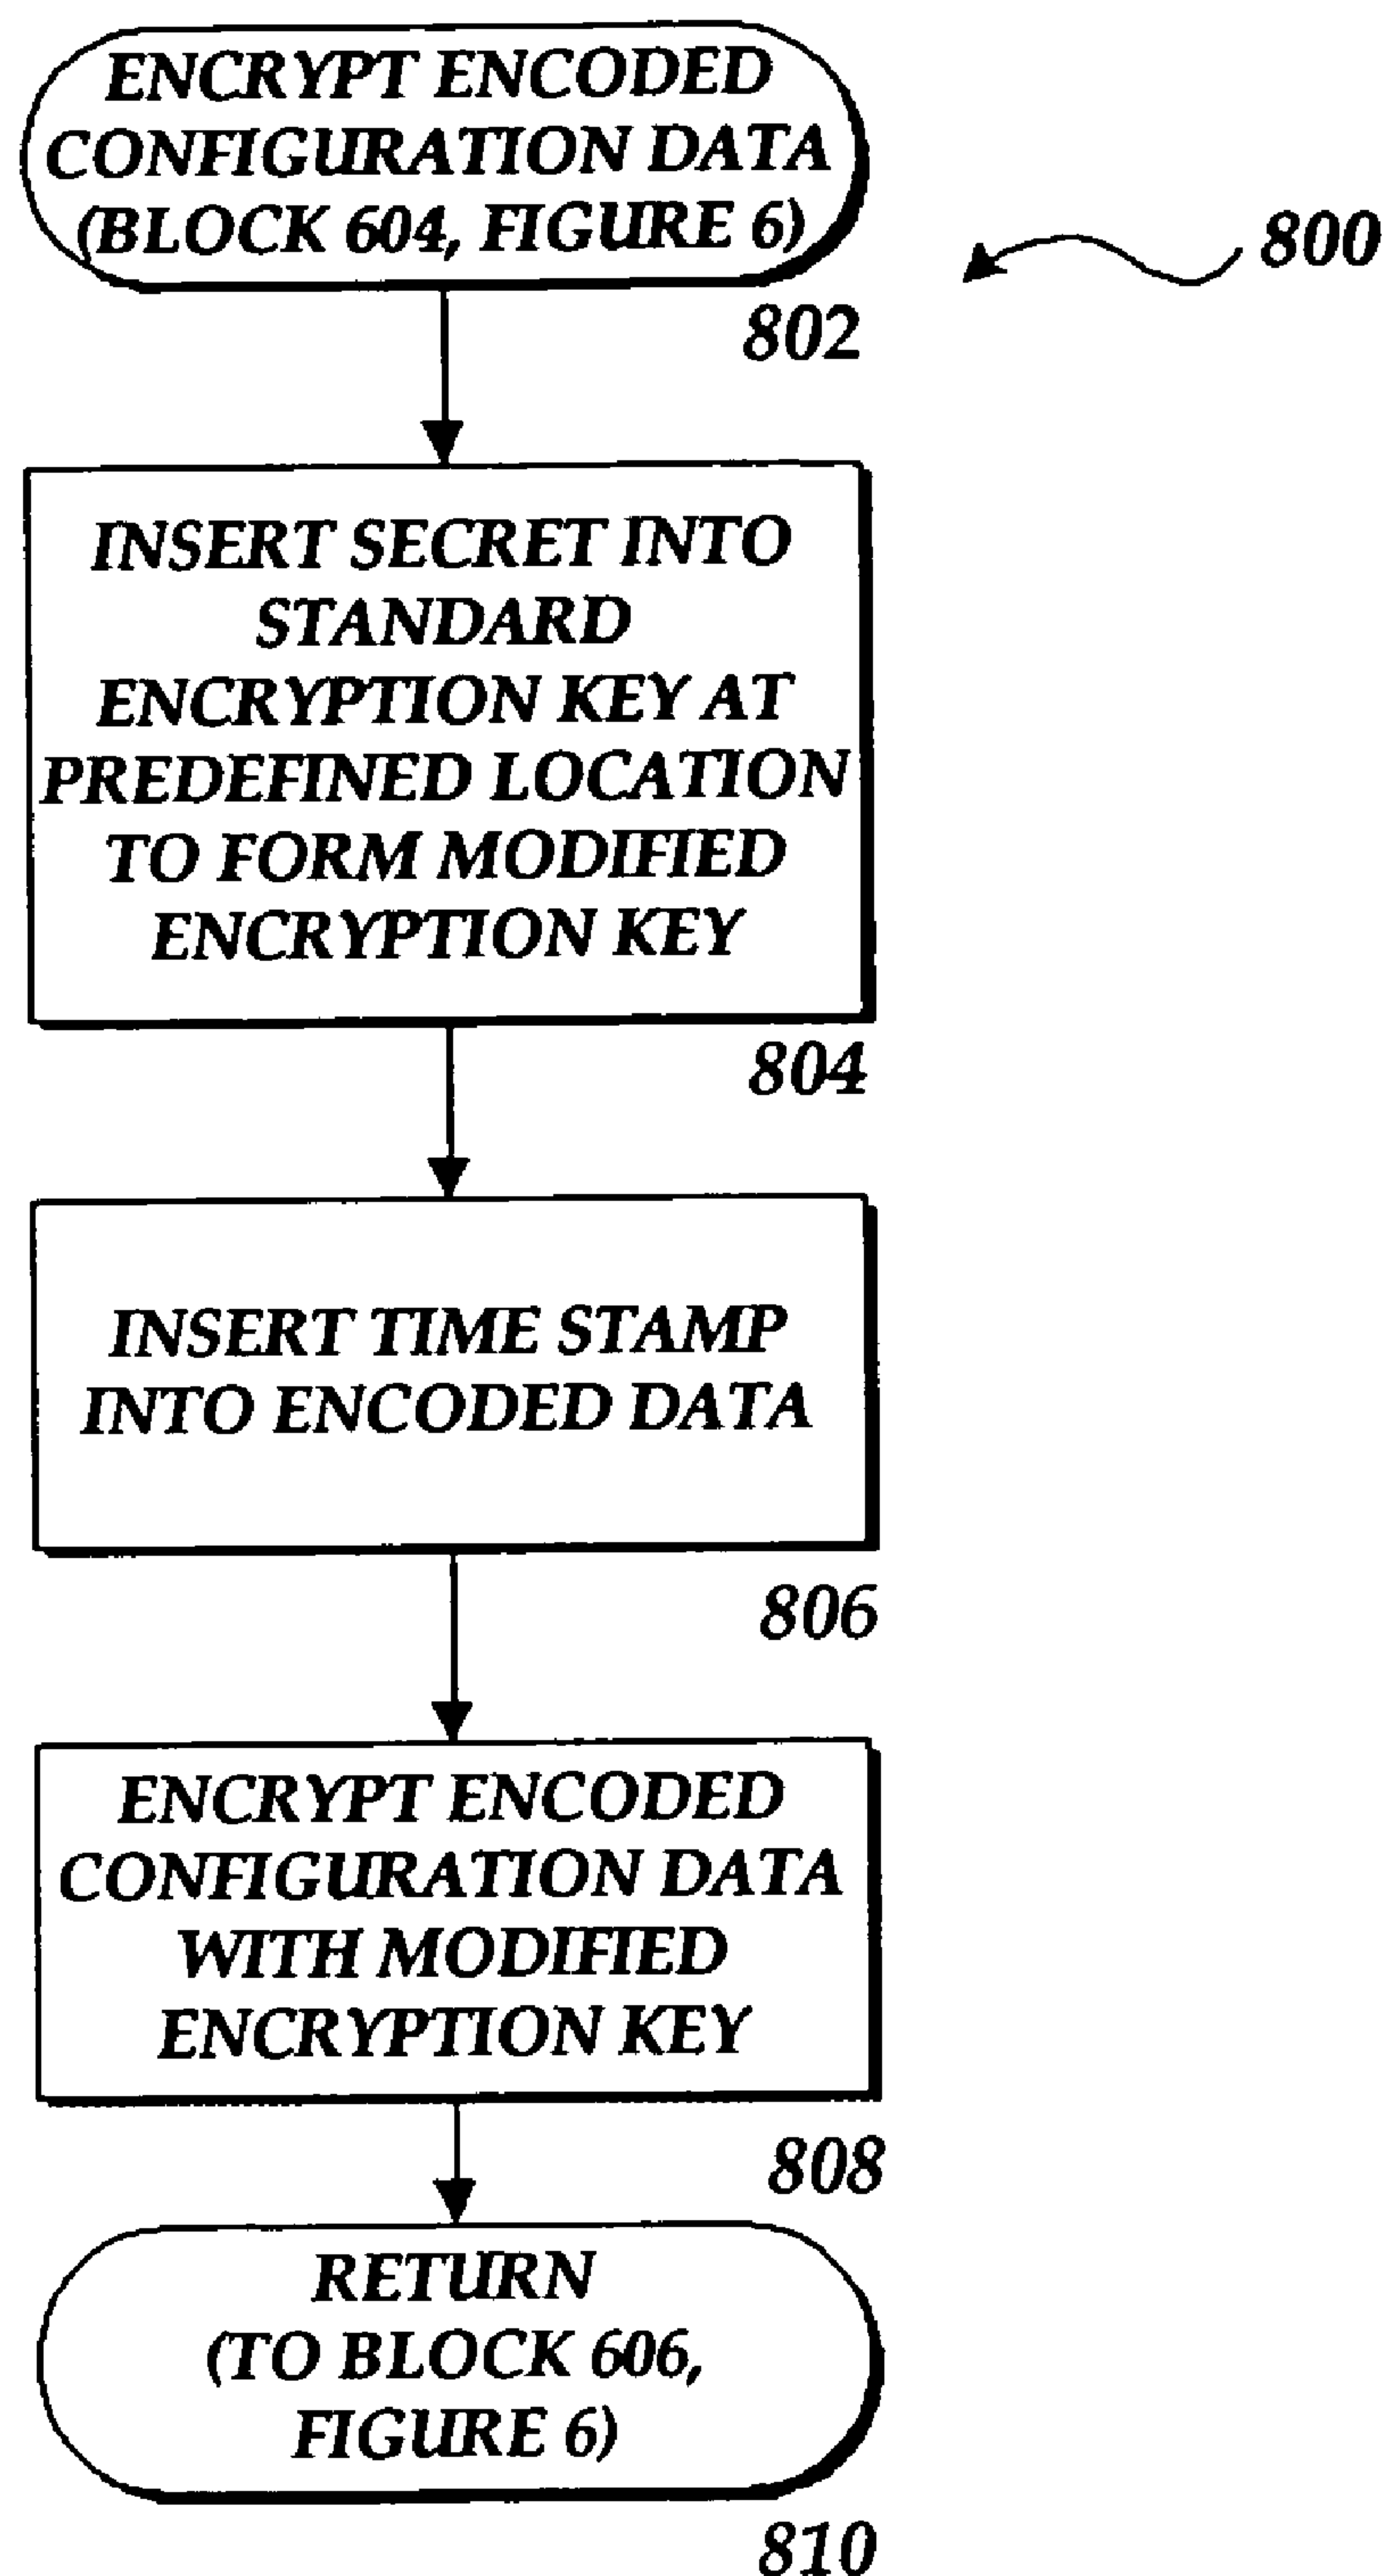 ENCRYPT ENCODED
CONFIGURATION DATA
(BLOCK 604, FIGURE 6)
800
802
INSERT SECRET INTO
STANDARD
ENCRYPTION KEY AT
PREDEFINED LOCATION
TO FORM MODIFIED
ENCRYPTION KEY
804
INSERT TIME STAMP
INTO ENCODED DATA
806
ENCRYPT ENCODED
CONFIGURATION DATA
WITH MODIFIED
ENCRYPTION KEY
808
RETURN
(TO BLOCK 606,
FIGURE 6)
810